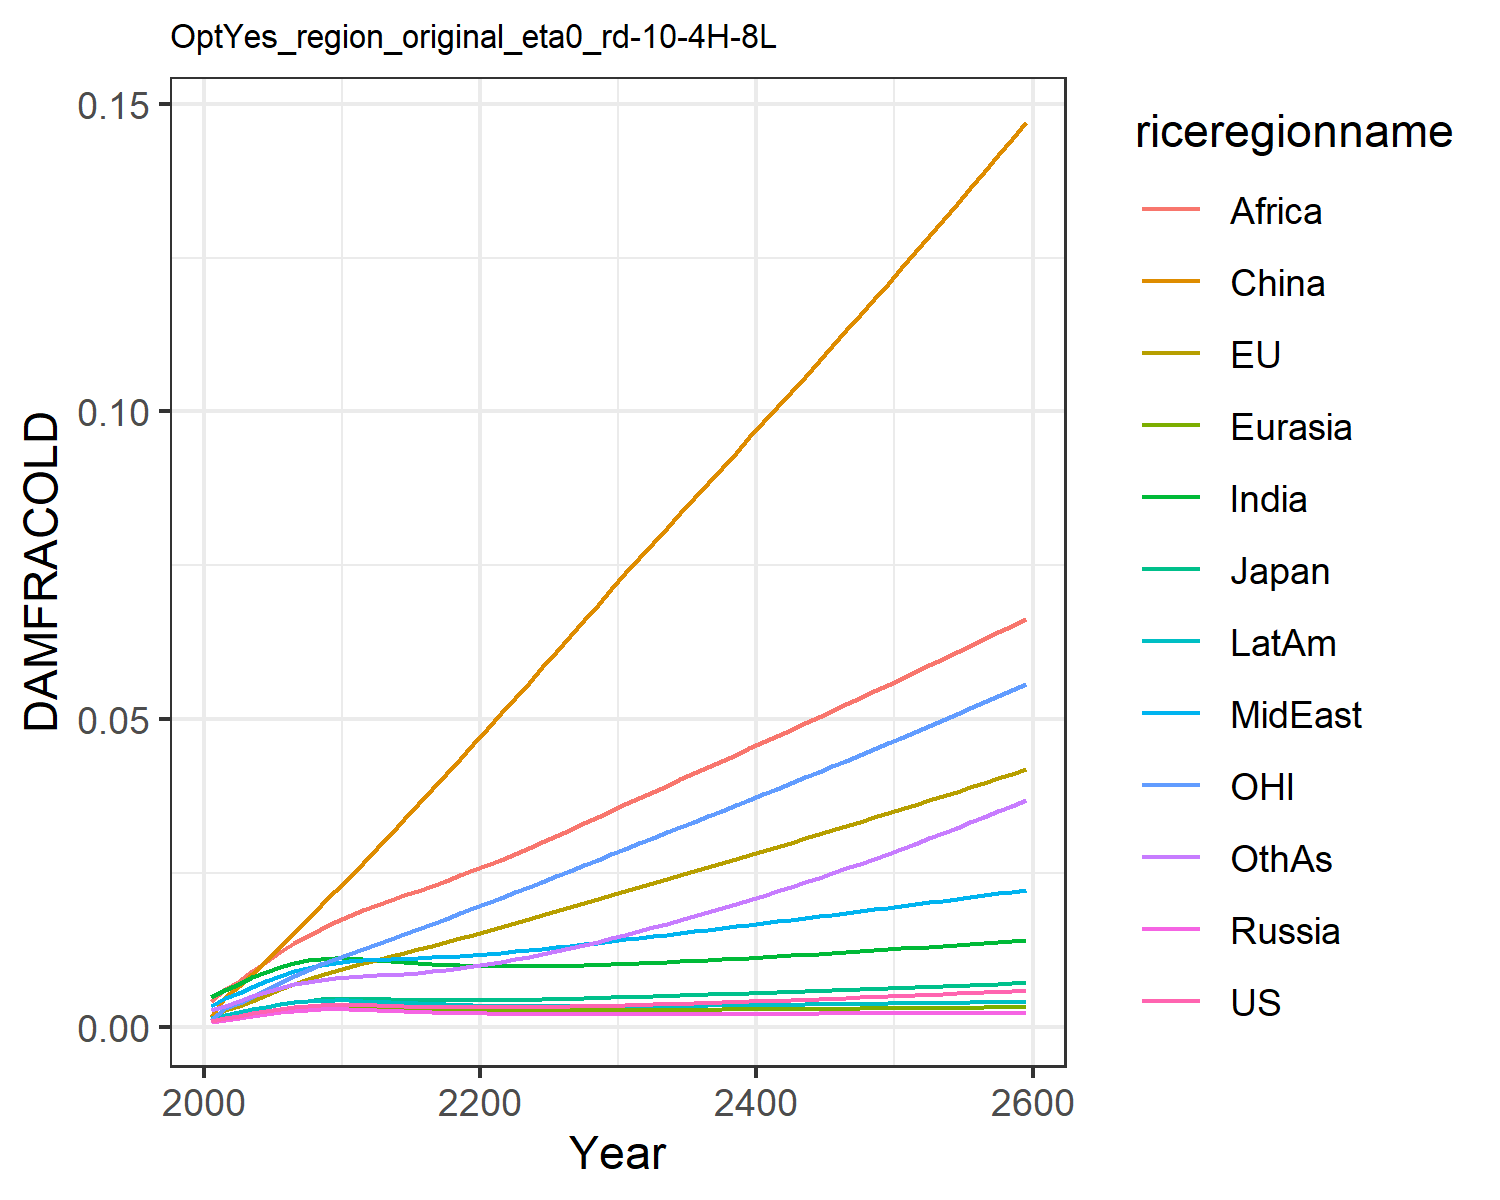 OptYes_region_original_eta0_rd-10-4H-8L
0.15
0.10
0.05
0.00
DAMFRACOLD
2000 2200 2400 2600
Year
riceregionname
Africa
China
EU
Eurasia
India
Japan
LatAm
MidEast
OHI
OthAs
Russia
US